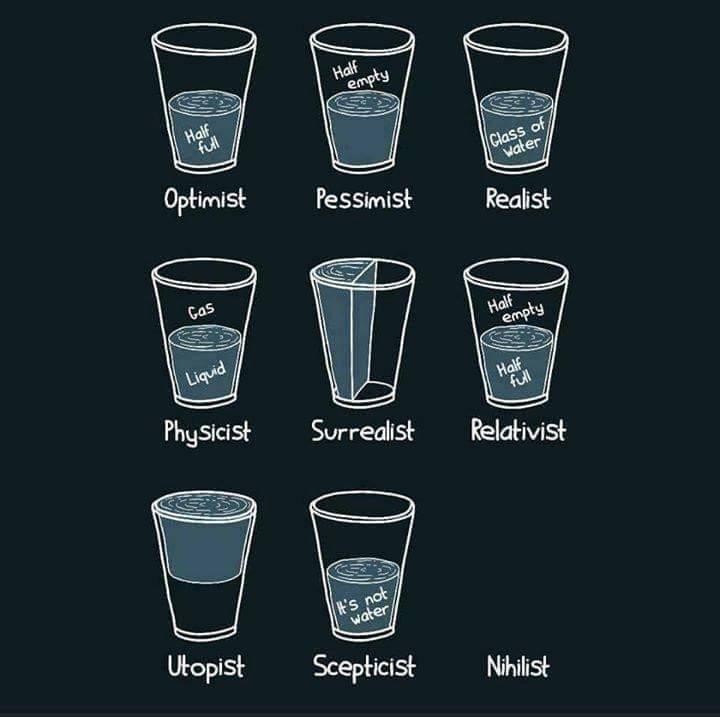 Half
full
Optimist
Half
empty
Pessimist
Glass of
Water
Realist
Gas
Liquid
Physicist
Surrealist
Half
empty
Half
full
Relativist
Utopist
It's not
water
Scepticist
Nihilist